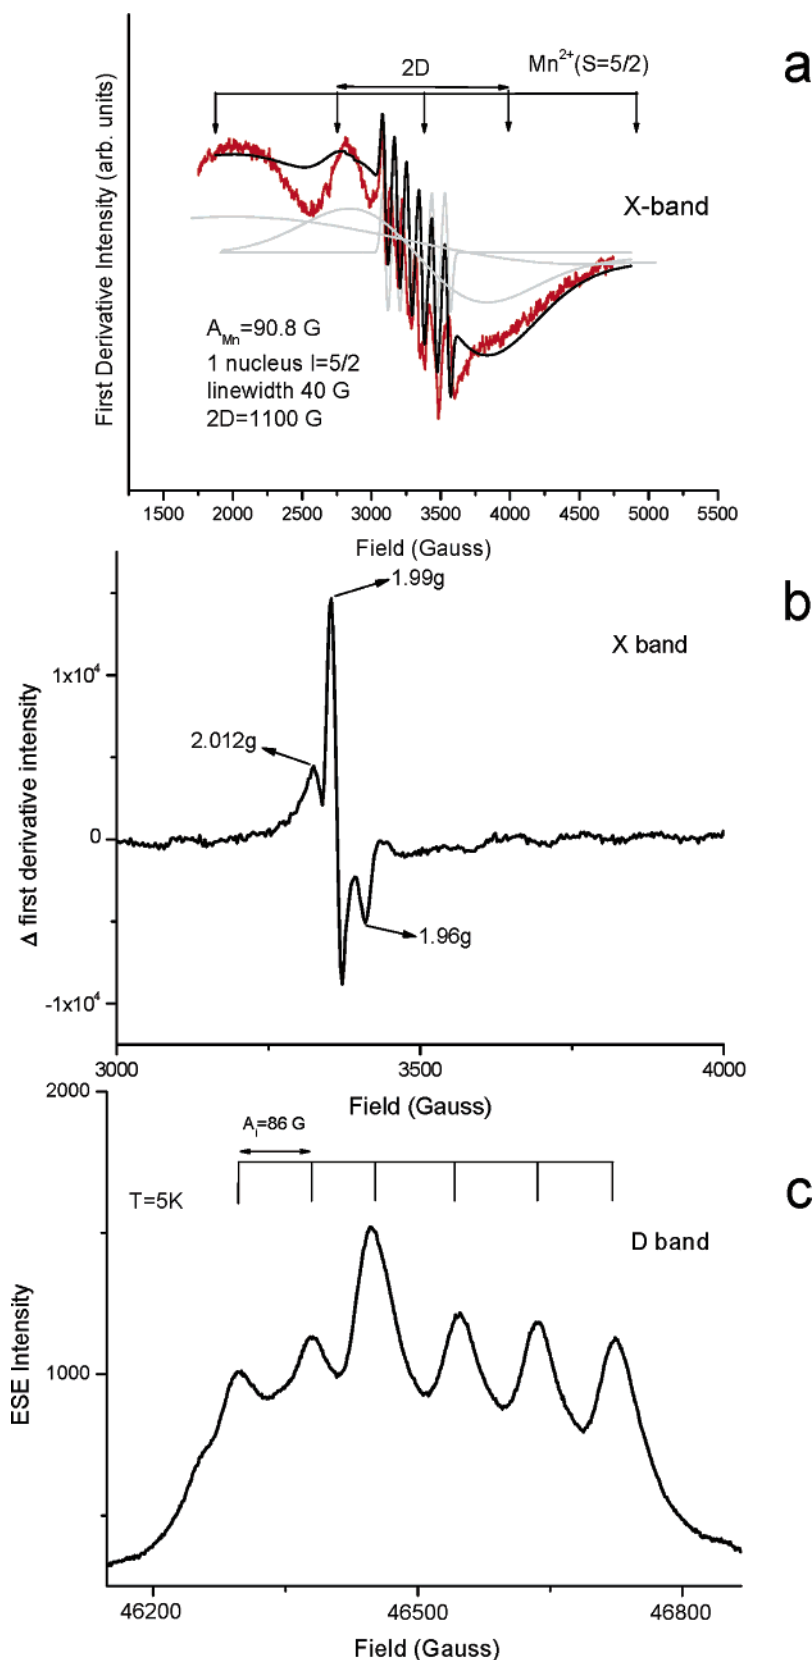 a
2D
Mn2+(S=5/2)
X-band
First Derivative Intensity (arb. units)
A_Mn=90.8 G
1 nucleus I=5/2
linewidth 40 G
2D=1100 G
1500 2000 2500 3000 3500 4000 4500 5000 5500
Field (Gauss)
b
1.99g
X band
1x10^4
2.012g
0
Δ first derivative intensity
1.96g
-1x10^4
3000 3500 4000
Field (Gauss)
2000
A_i=86 G
c
T=5K
D band
ESE Intensity
1000
46200 46500 46800
Field (Gauss)